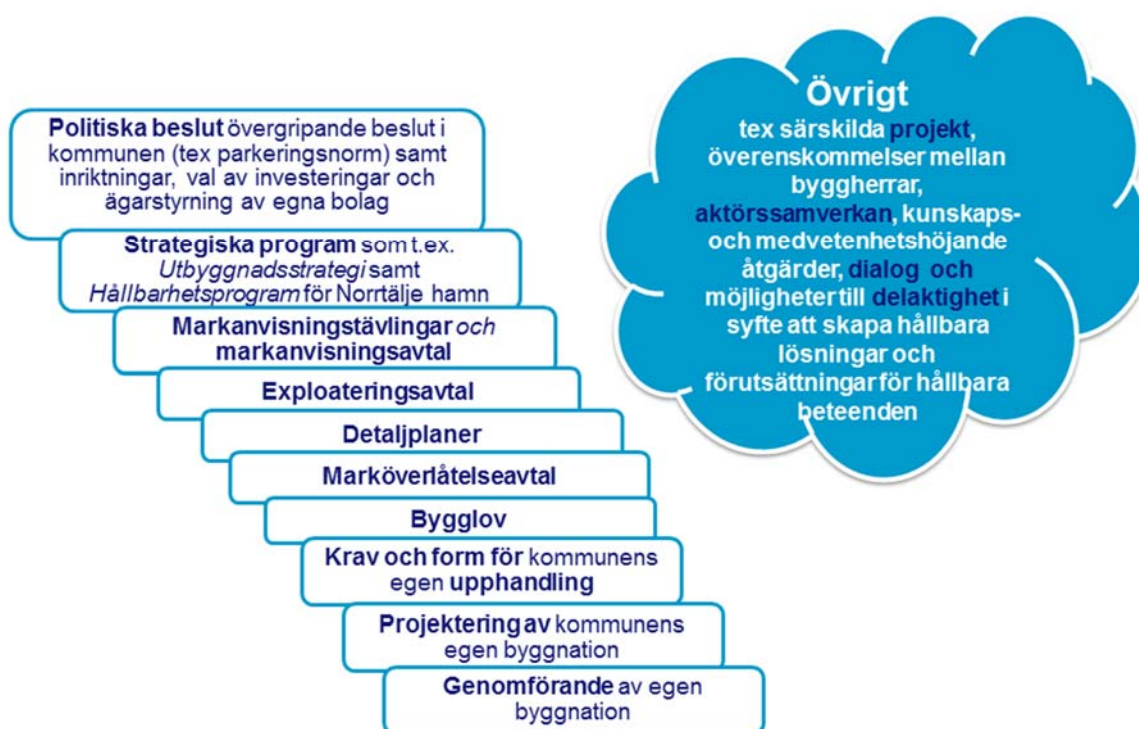 Politiska beslut övergripande beslut i
kommunen (tex parkeringsnorm) samt
inriktningar, val av investeringar och
ägarstyrning av egna bolag
Strategiska program som t.ex.
Utbyggnadsstrategi samt
Hållbarhetsprogram för Norrtälje hamn
Markanvisningstävlingar och
markanvisningsavtal
Exploateringsavtal
Detaljplaner
Marköverlåtelseavtal
Bygglov
Krav och form för kommunens
egen upphandling
Projektering av kommunens
egen byggnation
Genomförande av egen
byggnation
Övrigt
tex särskilda projekt,
överenskommelser mellan
byggherrar,
aktörssamverkan, kunskaps-
och medvetenhetshöjande
åtgärder, dialog och
möjligheter till delaktighet i
syfte att skapa hållbara
lösningar och
förutsättningar för hållbara
beteenden